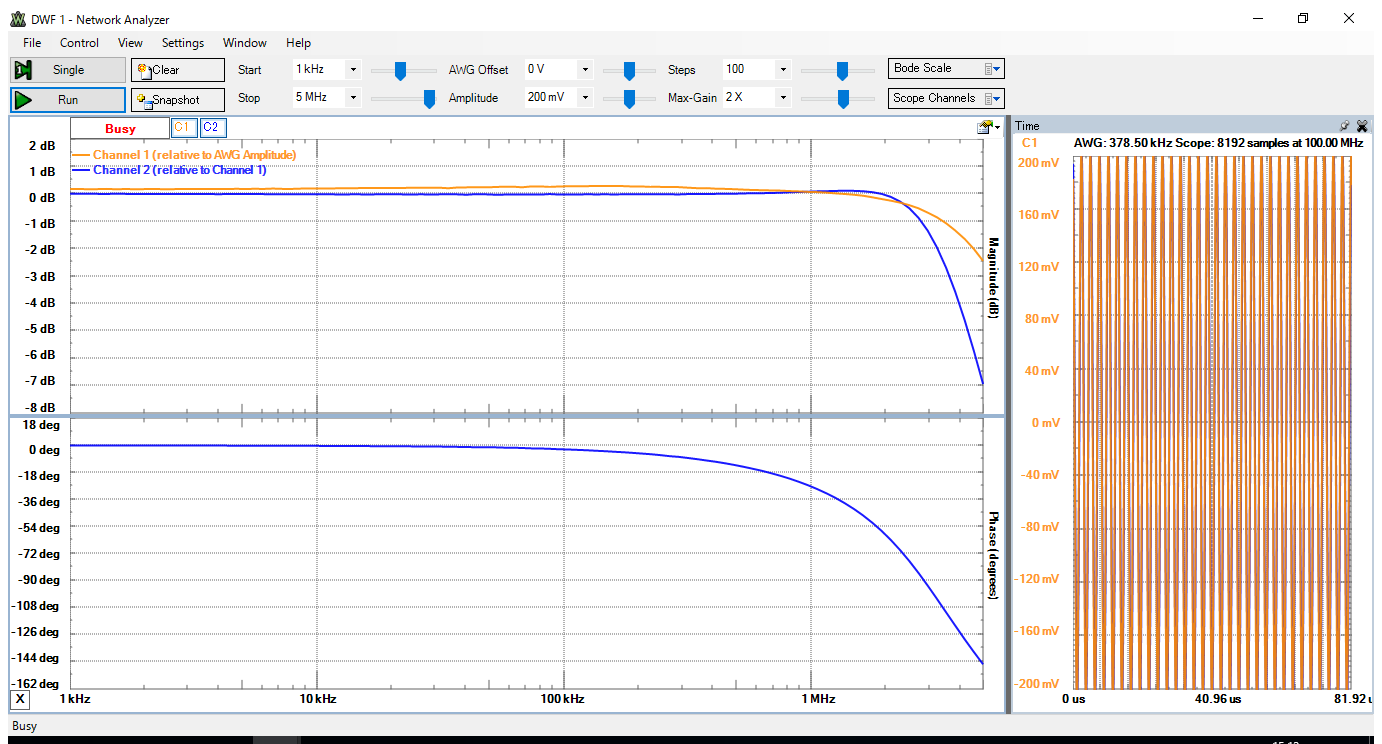 DWF 1 - Network Analyzer
File Control View Settings Window Help
Single Clear Start 1 kHz AWG Offset 0 V Steps 100 Bode Scale
Run Snapshot Stop 5 MHz Amplitude 200 mV Max-Gain 2 X Scope Channels
Busy C1 C2
Channel 1 (relative to AWG Amplitude)
Channel 2 (relative to Channel 1)
2 dB
1 dB
0 dB
-1 dB
-2 dB
-3 dB
-4 dB
-5 dB
-6 dB
-7 dB
-8 dB
Magnitude (dB)
18 deg
0 deg
-18 deg
-36 deg
-54 deg
-72 deg
-90 deg
-108 deg
-126 deg
-144 deg
-162 deg
Phase (degrees)
X 1 kHz 10 kHz 100 kHz 1 MHz
Time
C1 AWG: 378.50 kHz Scope: 8192 samples at 100.00 MHz
200 mV
160 mV
120 mV
80 mV
40 mV
0 mV
-40 mV
-80 mV
-120 mV
-160 mV
-200 mV
0 us 40.96 us 81.92
Busy